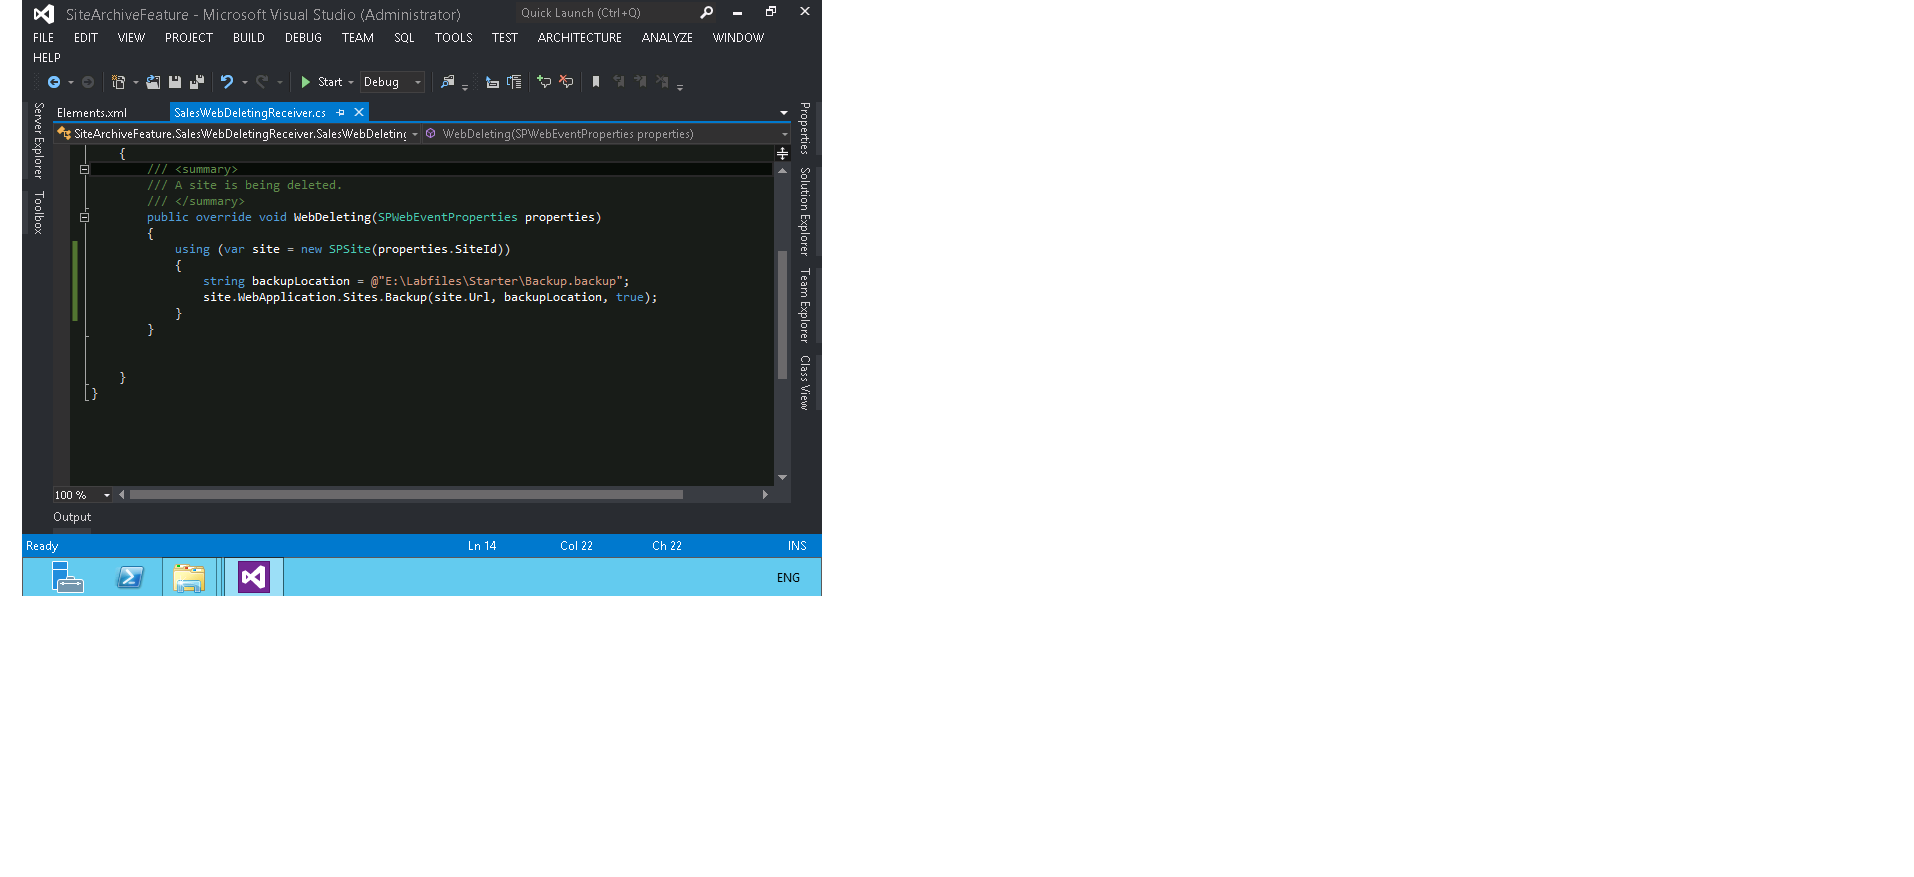 SiteArchiveFeature - Microsoft Visual Studio (Administrator)
Quick Launch (Ctrl+Q)
FILE EDIT VIEW PROJECT BUILD DEBUG TEAM SQL TOOLS TEST ARCHITECTURE ANALYZE WINDOW
HELP
Start Debug
Elements.xml SalesWebDeletingReceiver.cs
SiteArchiveFeature.SalesWebDeletingReceiver.SalesWebDeleting WebDeleting(SPWebEventProperties properties)
{
/// <summary>
/// A site is being deleted.
/// </summary>
public override void WebDeleting(SPWebEventProperties properties)
{
using (var site = new SPSite(properties.SiteId))
{
string backupLocation = @"E:\Labfiles\Starter\Backup.backup";
site.WebApplication.Sites.Backup(site.Url, backupLocation, true);
}
}
}
}
Server Explorer
Toolbox
Properties
Solution Explorer
Team Explorer
Class View
100 %
Output
Ready Ln 14 Col 22 Ch 22 INS
ENG